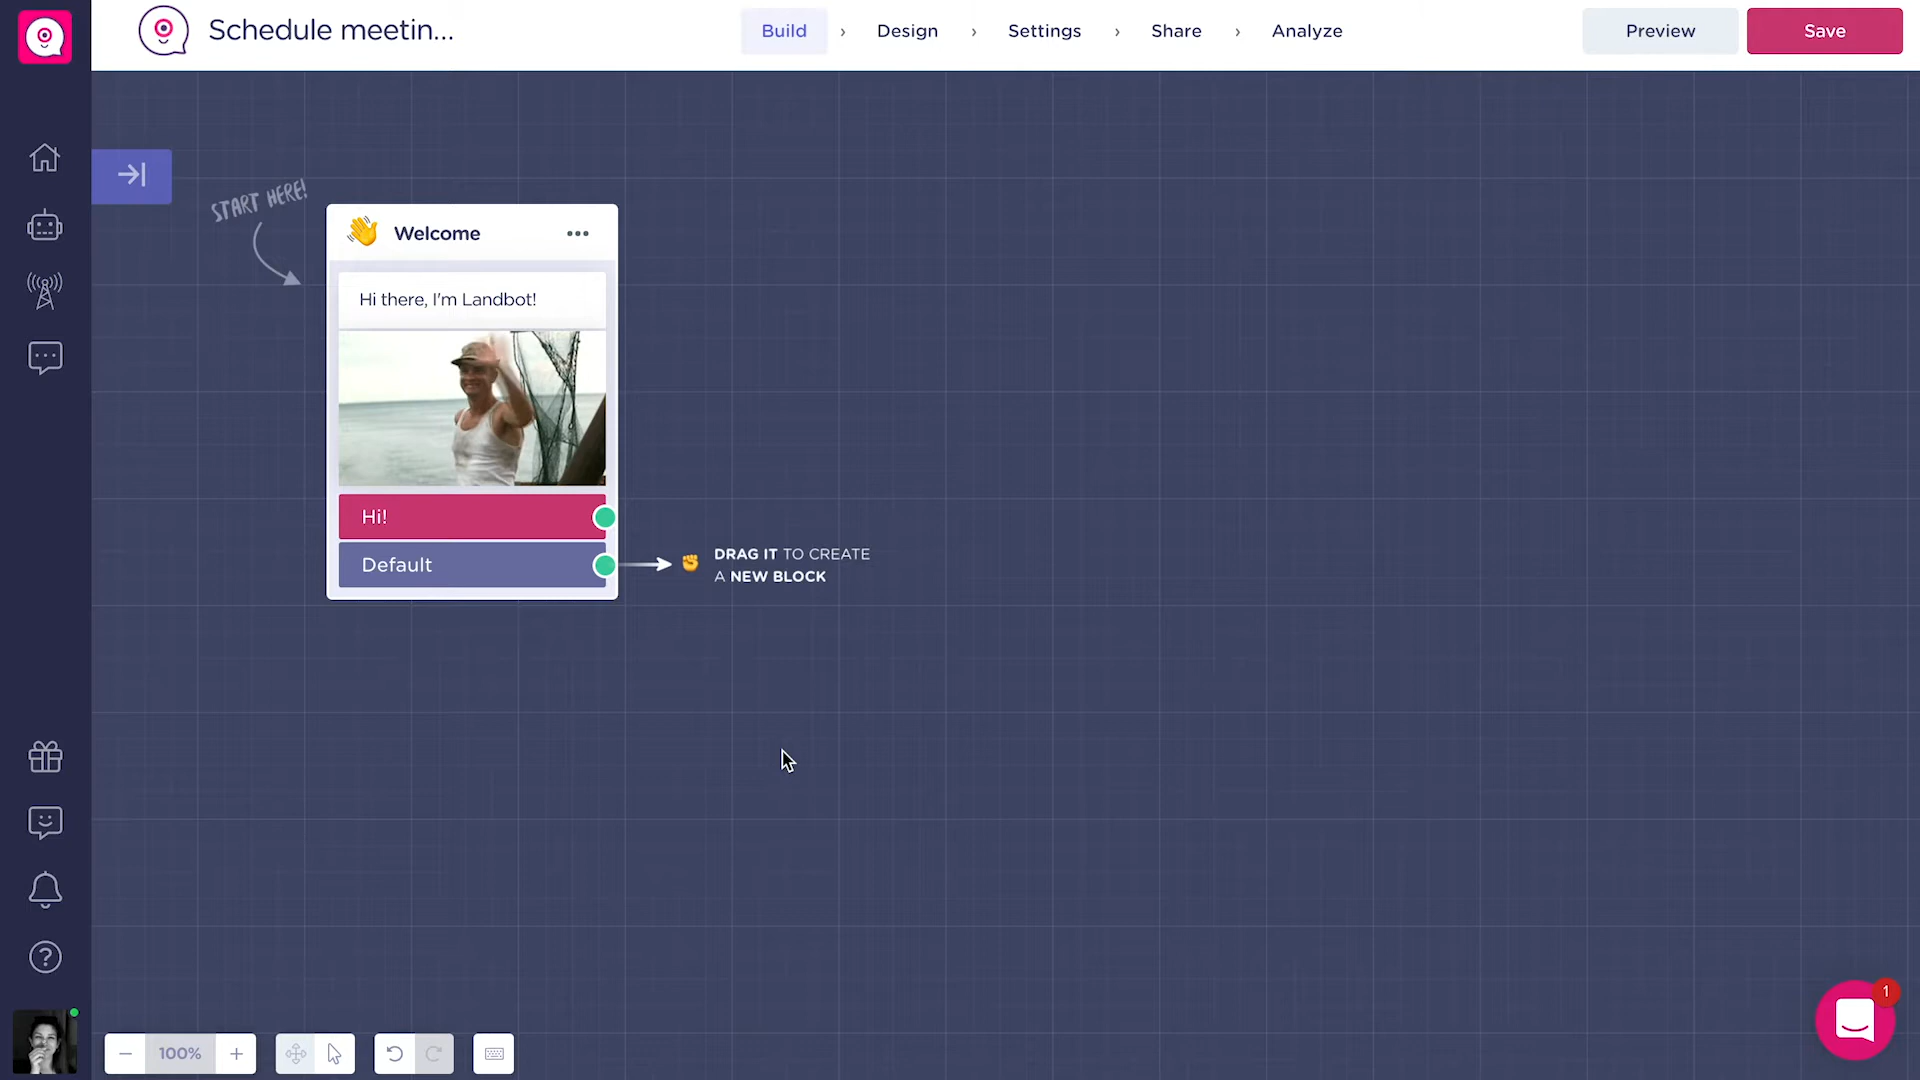 Schedule meetin...
Build
Design
Settings
Share
Analyze
Preview
Save
START HERE!
Welcome
Hi there, I'm Landbot!
Hi!
Default
DRAG IT TO CREATE
A NEW BLOCK
1
100%